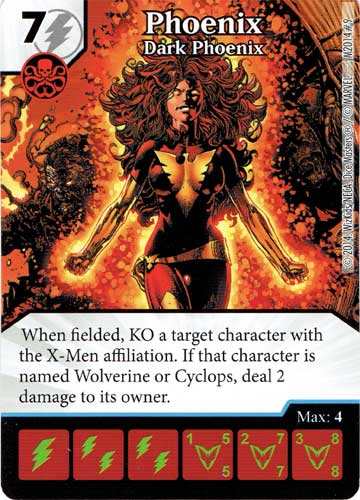 7
Phoenix
Dark Phoenix
When fielded, KO a target character with
the X-Men affiliation. If that character is
named Wolverine or Cyclops, deal 2
damage to its owner.
Max: 4
1 5 5
2 7 7
3 8 8